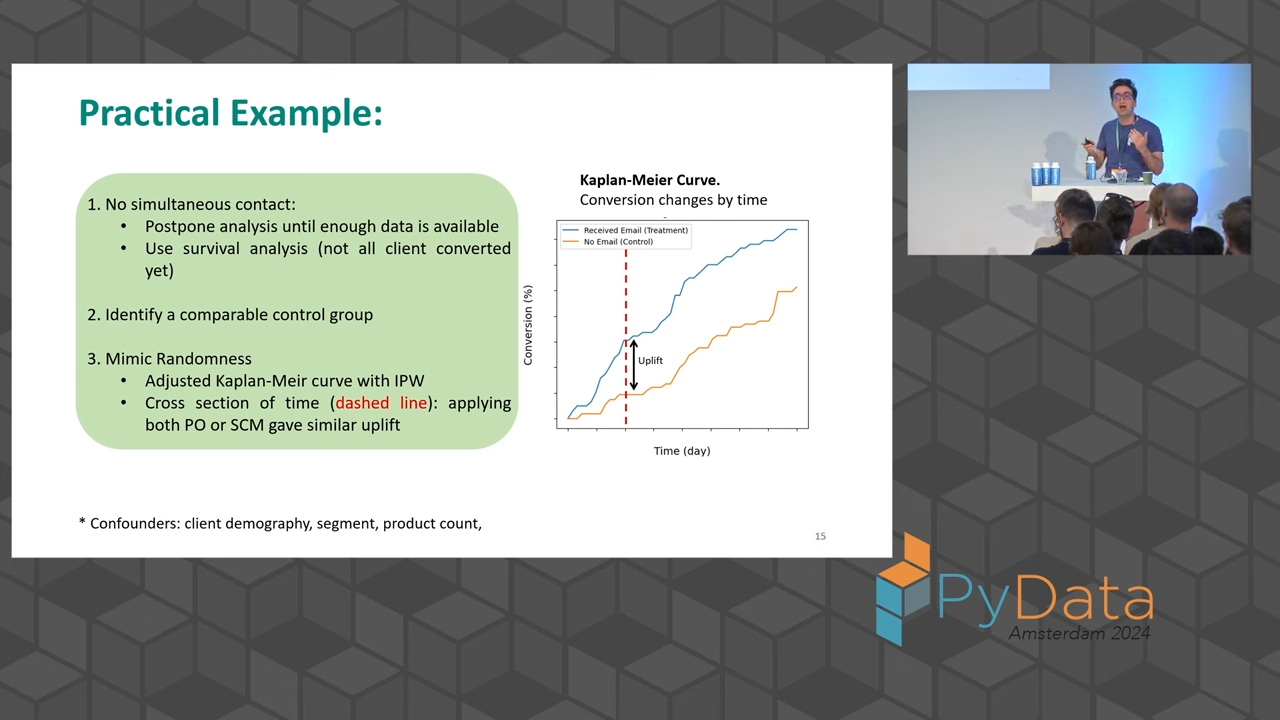 Practical Example:
1. No simultaneous contact:
• Postpone analysis until enough data is available
• Use survival analysis (not all client converted
yet)
2. Identify a comparable control group
3. Mimic Randomness
• Adjusted Kaplan-Meir curve with IPW
• Cross section of time (dashed line): applying
both PO or SCM gave similar uplift
* Confounders: client demography, segment, product count,
Kaplan-Meier Curve.
Conversion changes by time
Received Email (Treatment)
No Email (Control)
Conversion (%)
Uplift
Time (day)
15
PyData
Amsterdam 2024